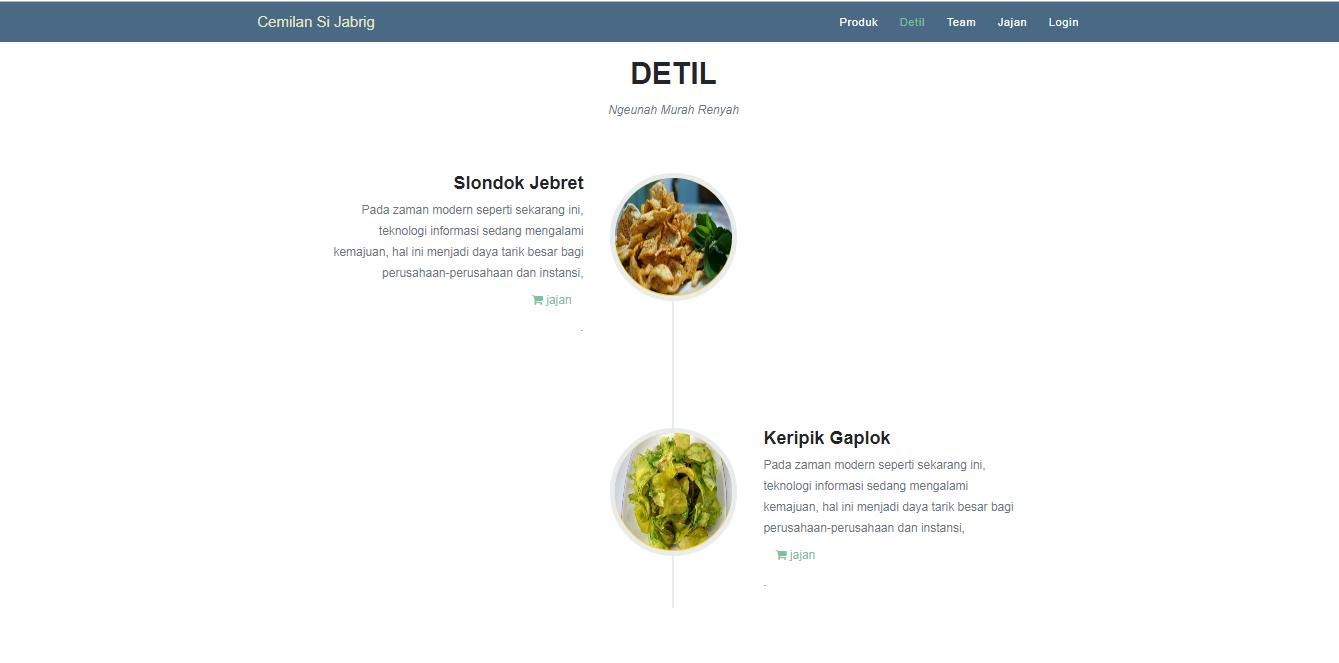 Cemilan Si Jabrig
Produk Detil Team Jajan Login
DETIL
Ngeunah Murah Renyah
Slondok Jebret
Pada zaman modern seperti sekarang ini,
teknologi informasi sedang mengalami
kemajuan, hal ini menjadi daya tarik besar bagi
perusahaan-perusahaan dan instansi,
jajan
.
Keripik Gaplok
Pada zaman modern seperti sekarang ini,
teknologi informasi sedang mengalami
kemajuan, hal ini menjadi daya tarik besar bagi
perusahaan-perusahaan dan instansi,
jajan
.